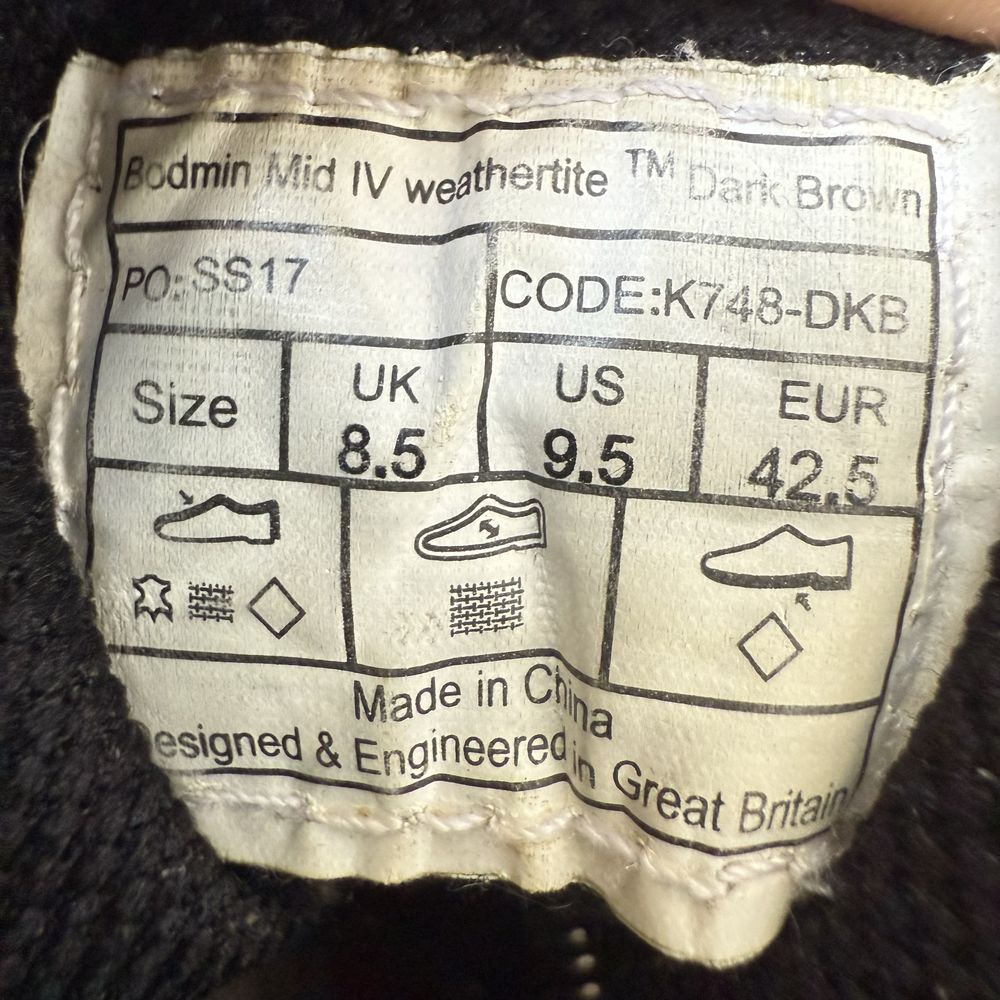 Bodmin Mid IV weathertite ™ Dark Brown
PO:SS17 CODE:K748-DKB
Size UK 8.5 US 9.5 EUR 42.5
Made in China
esigned & Engineered in Great Britain